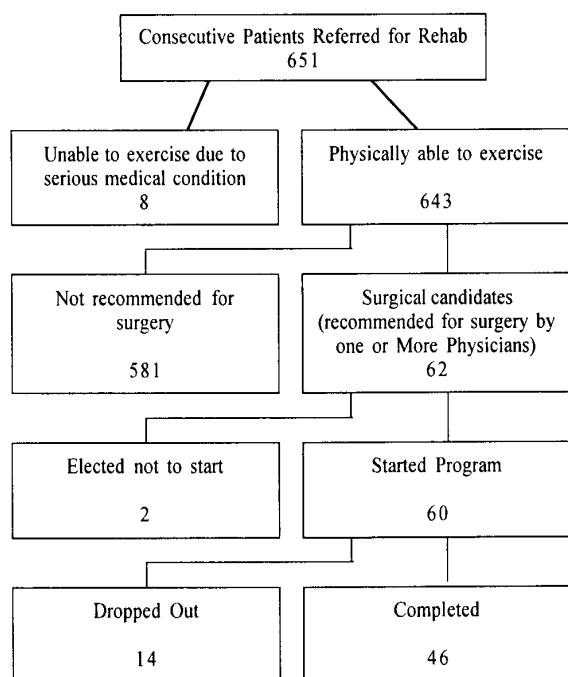 Consecutive Patients Referred for Rehab
651
Unable to exercise due to
serious medical condition
8
Physically able to exercise
643
Not recommended for
surgery
581
Surgical candidates
(recommended for surgery by
one or More Physicians)
62
Elected not to start
2
Started Program
60
Dropped Out
14
Completed
46